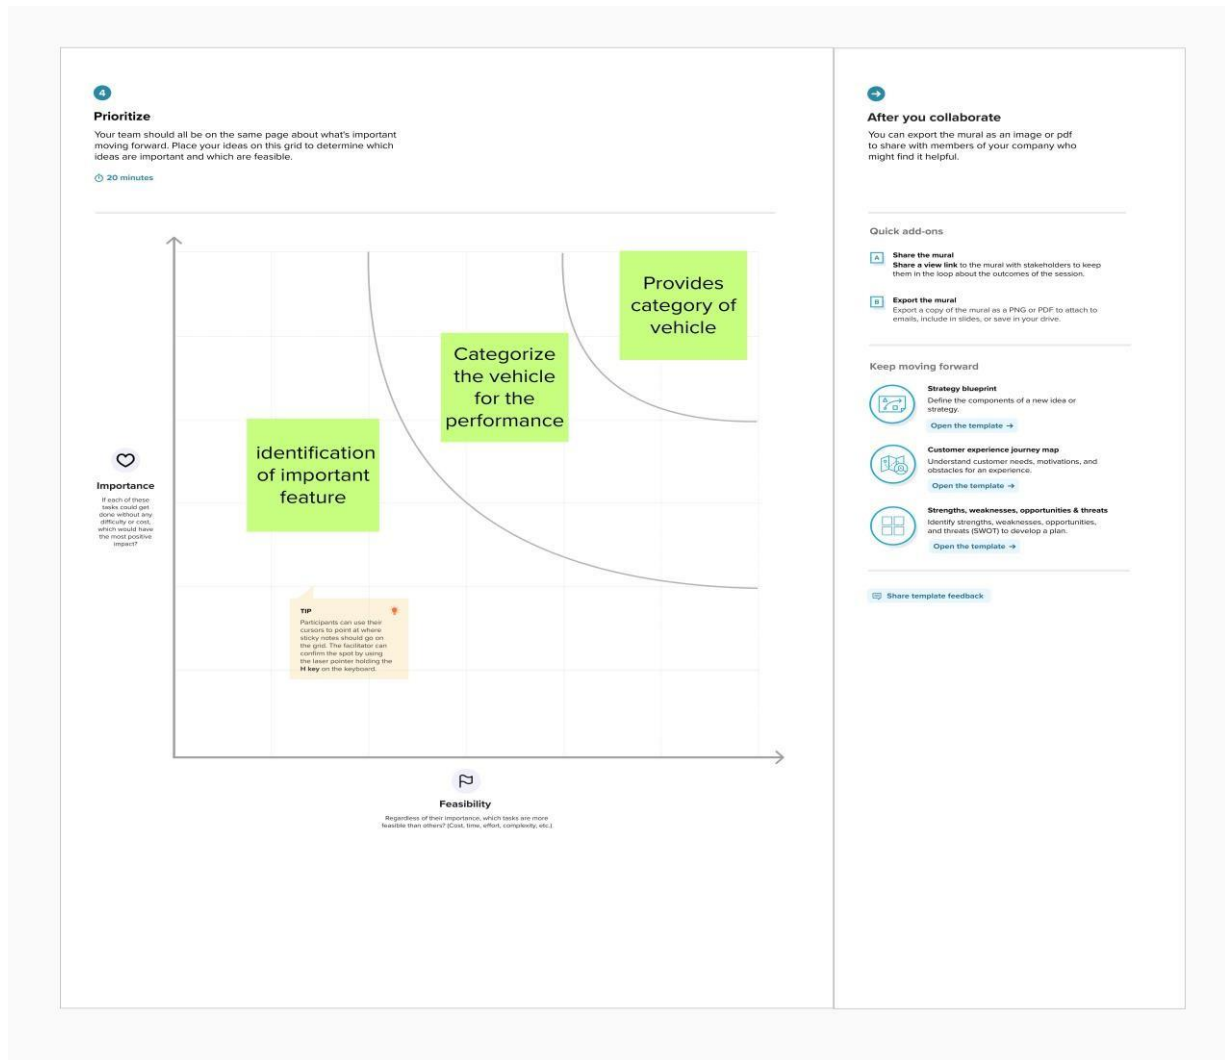 4
Prioritize
Your team should all be on the same page about what's important
moving forward. Place your ideas on this grid to determine which
ideas are important and which are feasible.
20 minutes
Provides
category of
vehicle
Categorize
the vehicle
for the
performance
identification
of important
feature
Importance
If each of these
tasks could get
done without any
difficulty or cost,
which would have
the most positive
impact?
TIP
Participants can use their
cursors to point at where
sticky notes should go on
the grid. The facilitator can
confirm the spot by using
the laser pointer holding the
H key on the keyboard.
Feasibility
Regardless of their importance, which tasks are more
feasible than others? (Cost, time, effort, complexity, etc.)
After you collaborate
You can export the mural as an image or pdf
to share with members of your company who
might find it helpful.
Quick add-ons
A
Share the mural
Share a view link to the mural with stakeholders to keep
them in the loop about the outcomes of the session.
B
Export the mural
Export a copy of the mural as a PNG or PDF to attach to
emails, include in slides, or save in your drive.
Keep moving forward
Strategy blueprint
Define the components of a new idea or
strategy.
Open the template →
Customer experience journey map
Understand customer needs, motivations, and
obstacles for an experience.
Open the template →
Strengths, weaknesses, opportunities & threats
Identify strengths, weaknesses, opportunities,
and threats (SWOT) to develop a plan.
Open the template →
Share template feedback